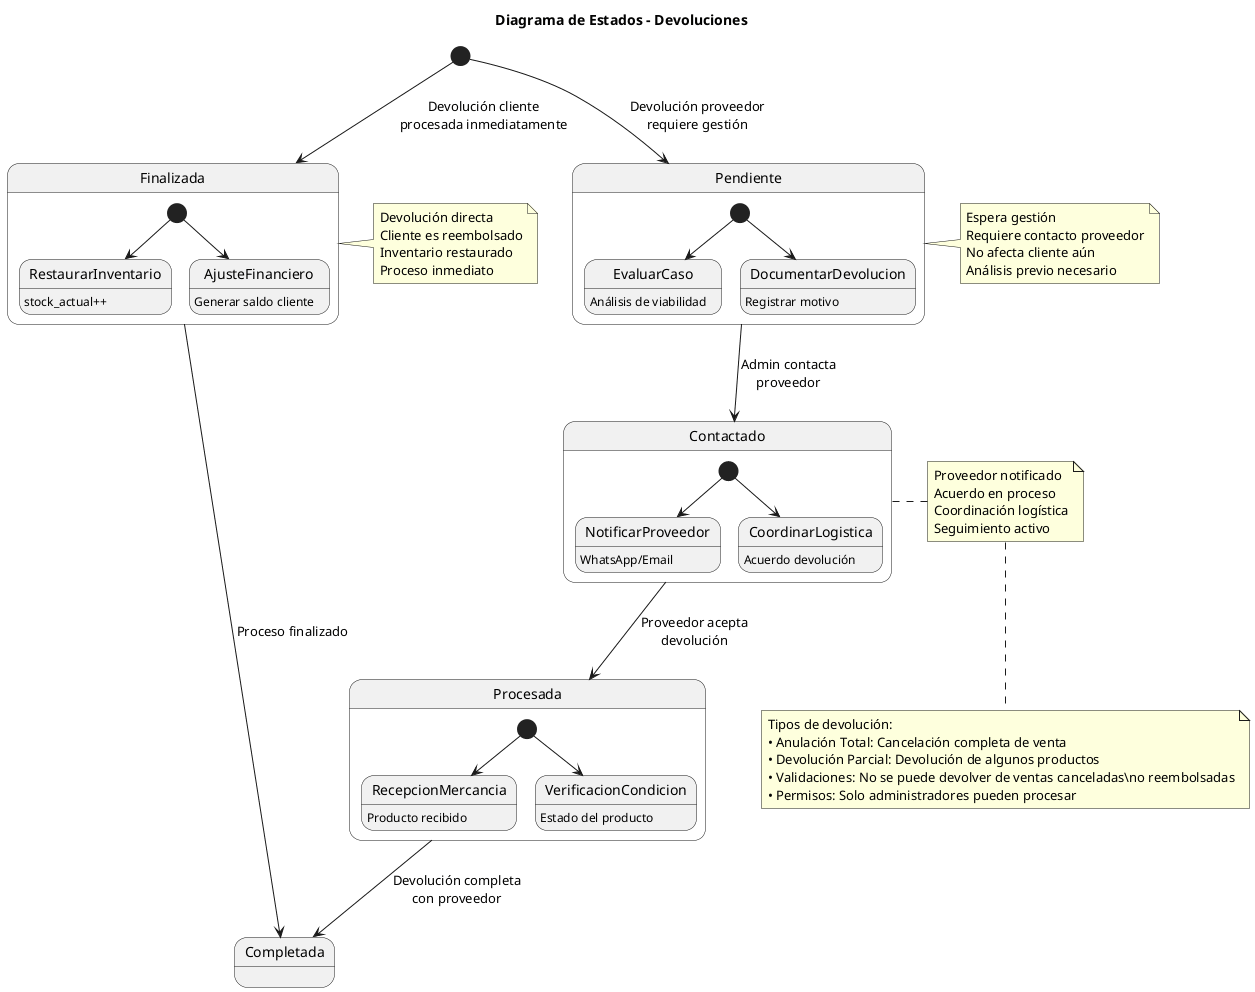 Diagrama de Estados - Devoluciones
Devolución cliente
procesada inmediatamente
Devolución proveedor
requiere gestión
Finalizada
RestaurarInventario
stock_actual++
AjusteFinanciero
Generar saldo cliente
Devolución directa
Cliente es reembolsado
Inventario restaurado
Proceso inmediato
Pendiente
EvaluarCaso
Análisis de viabilidad
DocumentarDevolucion
Registrar motivo
Espera gestión
Requiere contacto proveedor
No afecta cliente aún
Análisis previo necesario
Admin contacta
proveedor
Contactado
NotificarProveedor
WhatsApp/Email
CoordinarLogistica
Acuerdo devolución
Proveedor notificado
Acuerdo en proceso
Coordinación logística
Seguimiento activo
Proceso finalizado
Proveedor acepta
devolución
Procesada
RecepcionMercancia
Producto recibido
VerificacionCondicion
Estado del producto
Tipos de devolución:
• Anulación Total: Cancelación completa de venta
• Devolución Parcial: Devolución de algunos productos
• Validaciones: No se puede devolver de ventas canceladas\no reembolsadas
• Permisos: Solo administradores pueden procesar
Devolución completa
con proveedor
Completada